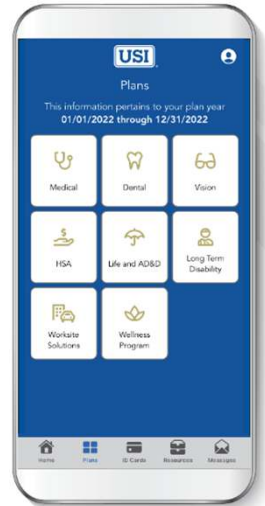 USI
Plans
This information pertains to your plan year
01/01/2022 through 12/31/2022
Medical
Dental
Vision
HSA
Life and AD&D
Long Term
Disability
Worksite
Solutions
Wellness
Program
Home
Plans
ID Cards
Resources
Messages